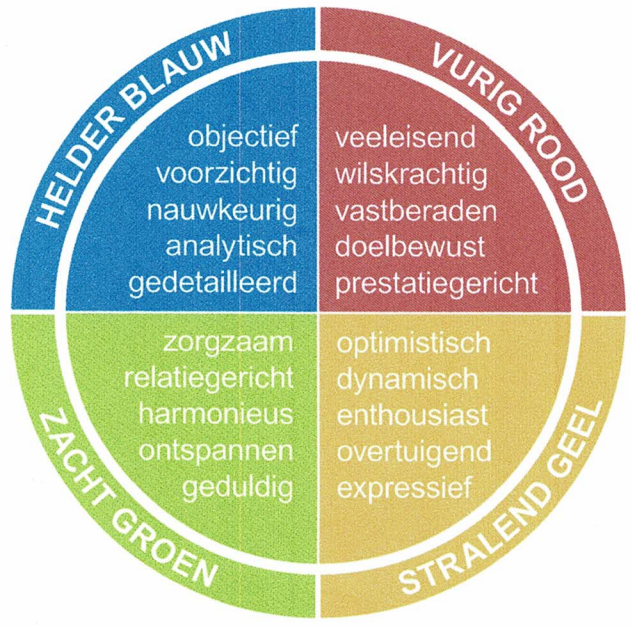 HELDER BLAUW
objectief
voorzichtig
nauwkeurig
analytisch
gedetailleerd
VURIG ROOD
veeleisend
wilskrachtig
vastberaden
doelbewust
prestatiegericht
ZACHT GROEN
zorgzaam
relatiegericht
harmonieus
ontspannen
geduldig
STRALEND GEEL
optimistisch
dynamisch
enthousiast
overtuigend
expressief